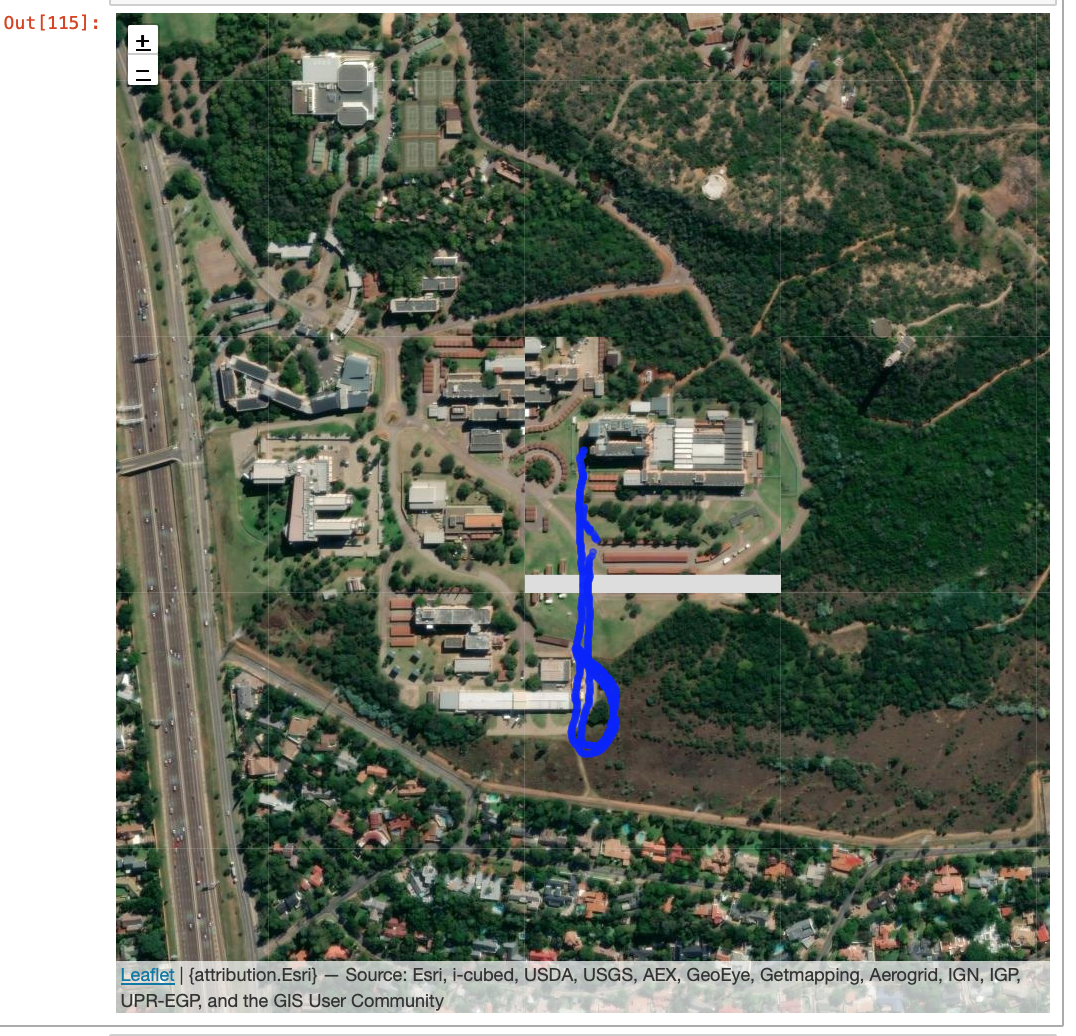 Out[115]:
+
−
Leaflet | {attribution.Esri} — Source: Esri, i-cubed, USDA, USGS, AEX, GeoEye, Getmapping, Aerogrid, IGN, IGP,
UPR-EGP, and the GIS User Community